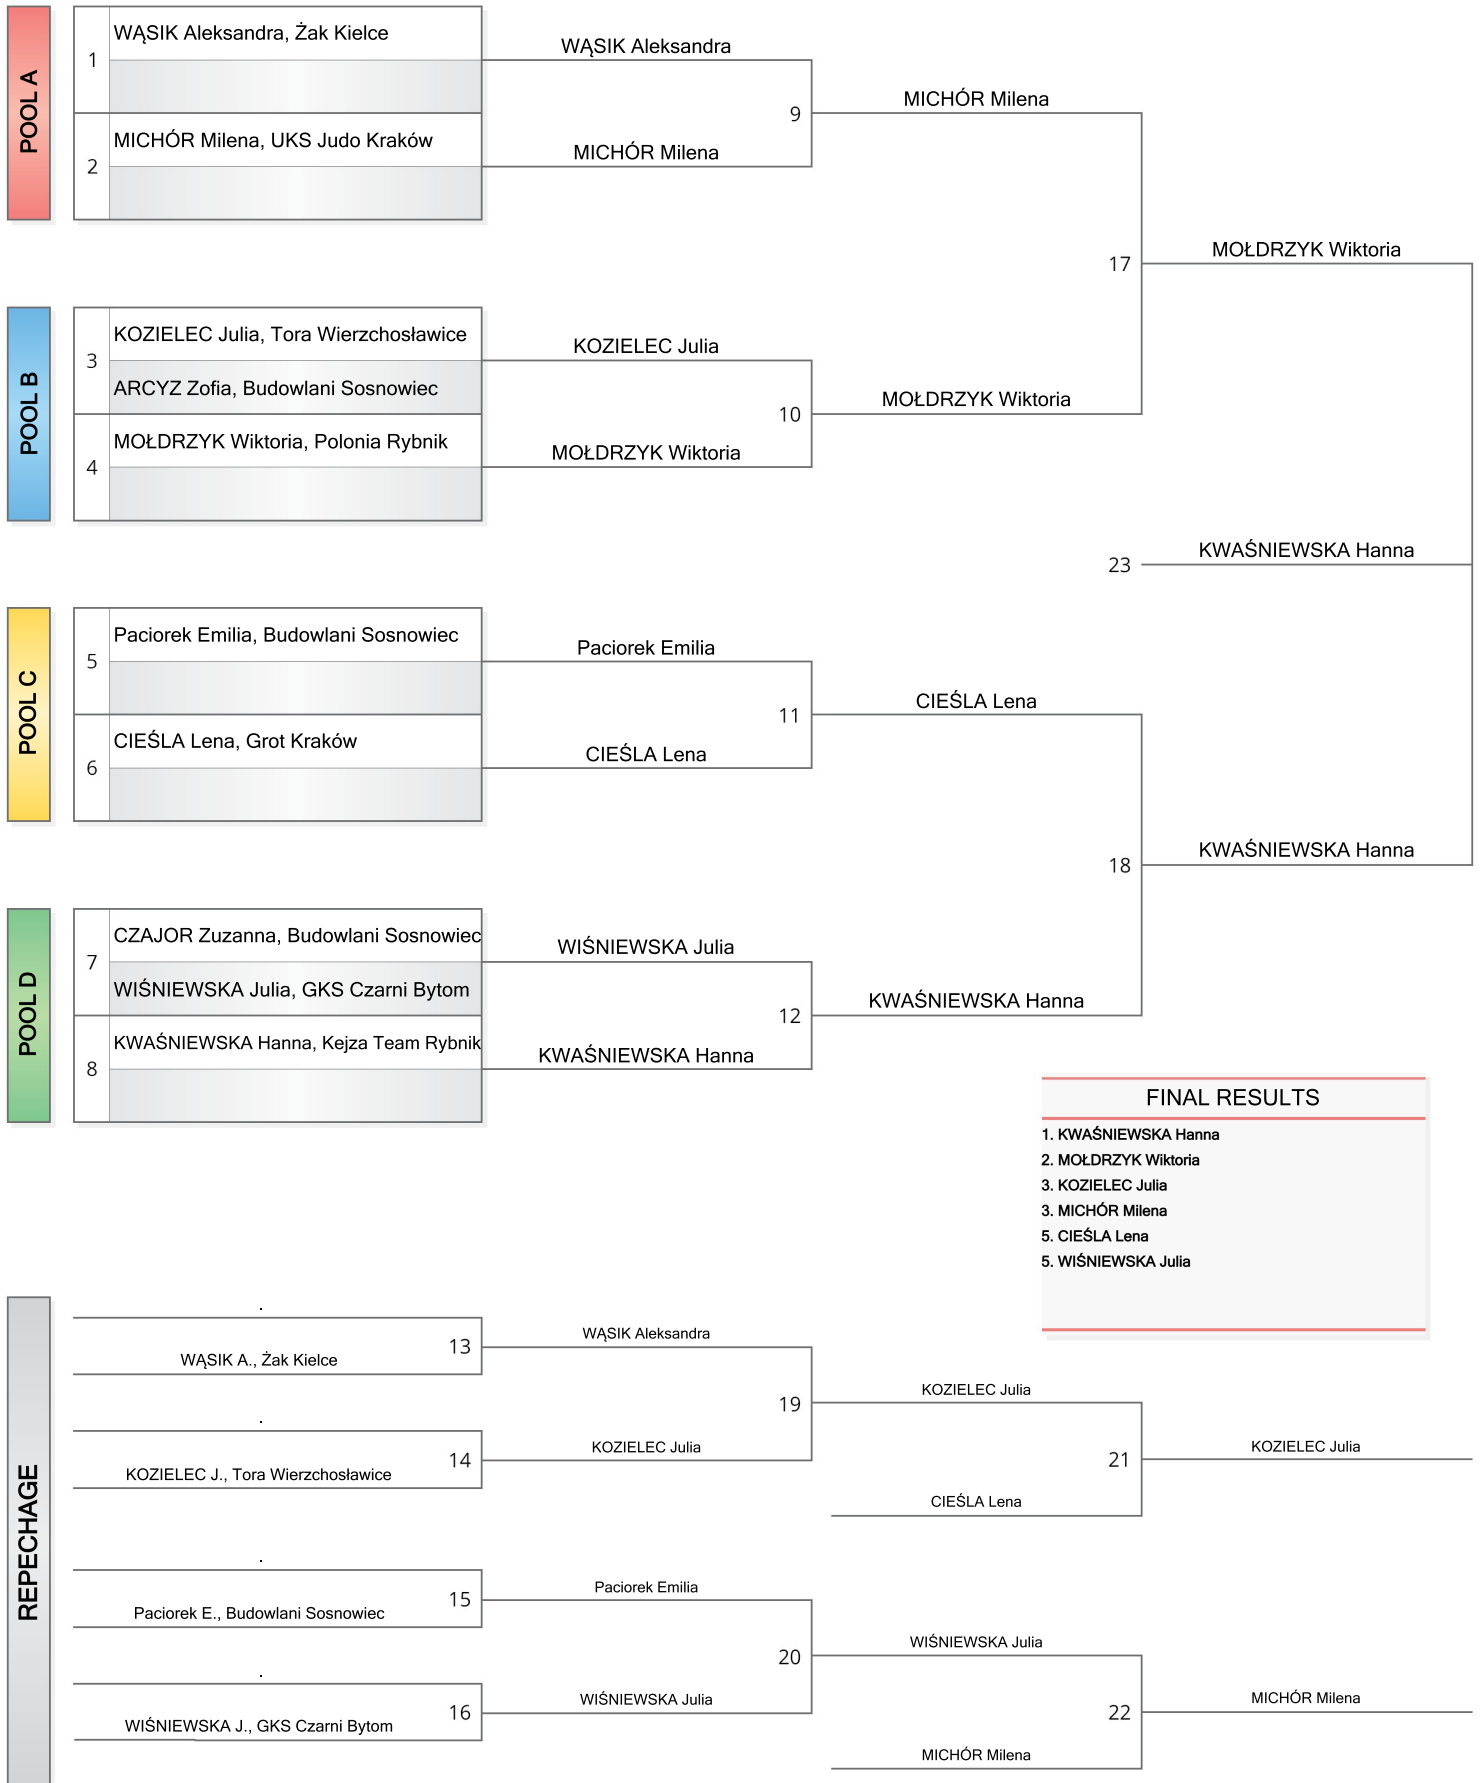 POOL A
1
WĄSIK Aleksandra, Żak Kielce
2
MICHÓR Milena, UKS Judo Kraków
WĄSIK Aleksandra
9
MICHÓR Milena
MICHÓR Milena
17
MOŁDRZYK Wiktoria
POOL B
3
KOZIELEC Julia, Tora Wierzchosławice
ARCYZ Zofia, Budowlani Sosnowiec
4
MOŁDRZYK Wiktoria, Polonia Rybnik
KOZIELEC Julia
10
MOŁDRZYK Wiktoria
MOŁDRZYK Wiktoria
23
KWAŚNIEWSKA Hanna
POOL C
5
Paciorek Emilia, Budowlani Sosnowiec
6
CIEŚLA Lena, Grot Kraków
Paciorek Emilia
11
CIEŚLA Lena
CIEŚLA Lena
18
KWAŚNIEWSKA Hanna
POOL D
7
CZAJOR Zuzanna, Budowlani Sosnowiec
WIŚNIEWSKA Julia, GKS Czarni Bytom
8
KWAŚNIEWSKA Hanna, Kejza Team Rybnik
WIŚNIEWSKA Julia
12
KWAŚNIEWSKA Hanna
KWAŚNIEWSKA Hanna
FINAL RESULTS
1. KWAŚNIEWSKA Hanna
2. MOŁDRZYK Wiktoria
3. KOZIELEC Julia
3. MICHÓR Milena
5. CIEŚLA Lena
5. WIŚNIEWSKA Julia
REPECHAGE
.
13
WĄSIK A., Żak Kielce
.
14
KOZIELEC J., Tora Wierzchosławice
WĄSIK Aleksandra
19
KOZIELEC Julia
KOZIELEC Julia
21
CIEŚLA Lena
KOZIELEC Julia
.
15
Paciorek E., Budowlani Sosnowiec
.
16
WIŚNIEWSKA J., GKS Czarni Bytom
Paciorek Emilia
20
WIŚNIEWSKA Julia
WIŚNIEWSKA Julia
22
MICHÓR Milena
MICHÓR Milena